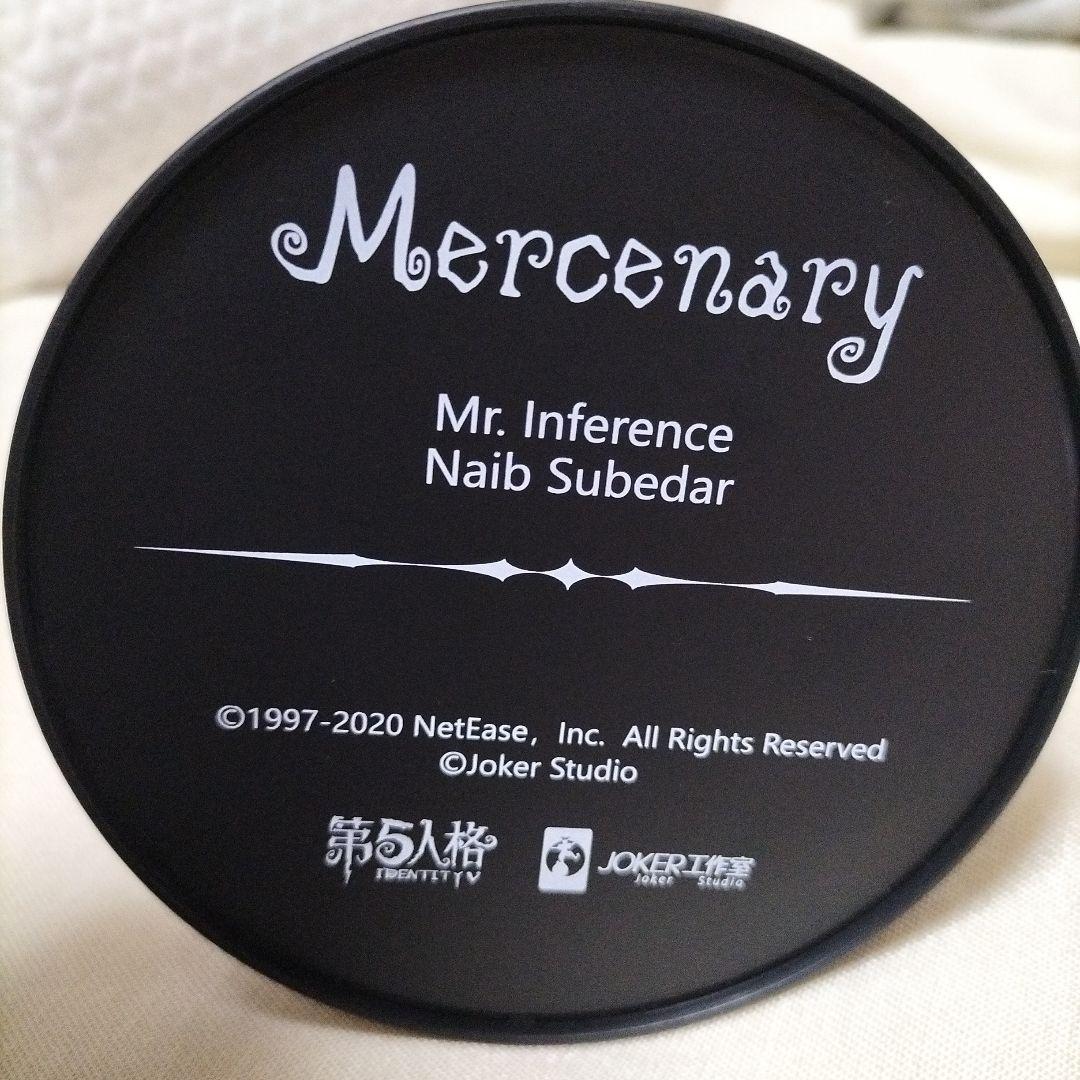 Mercenary
Mr. Inference
Naib Subedar
©1997-2020 NetEase, Inc. All Rights Reserved
©Joker Studio
第5人格
IDENTITY V
JOKER工作室
Joker Studio